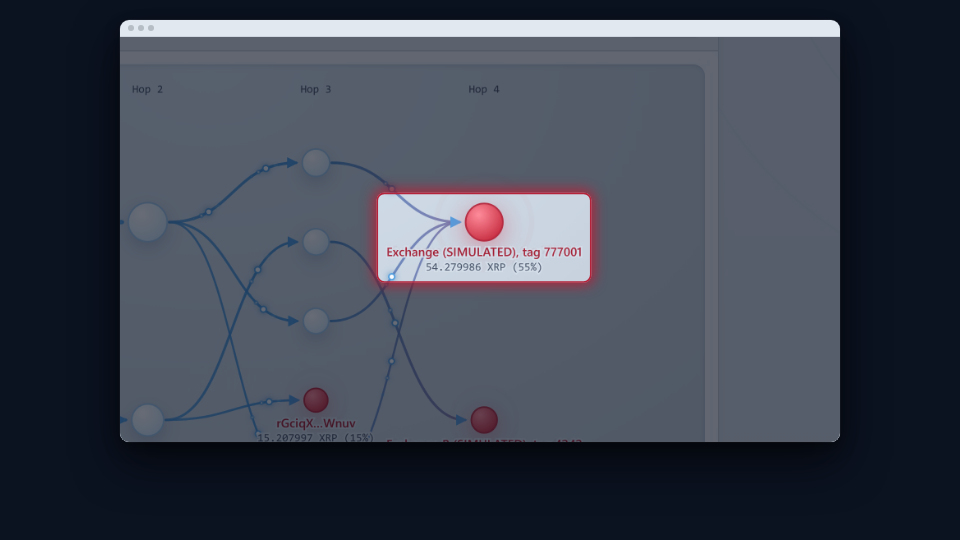 Hop 2
Hop 3
Hop 4
Exchange (SIMULATED), tag 777001
54.279986 XRP (55%)
rGciqX...Wnuv
15.207997 XRP (15%)